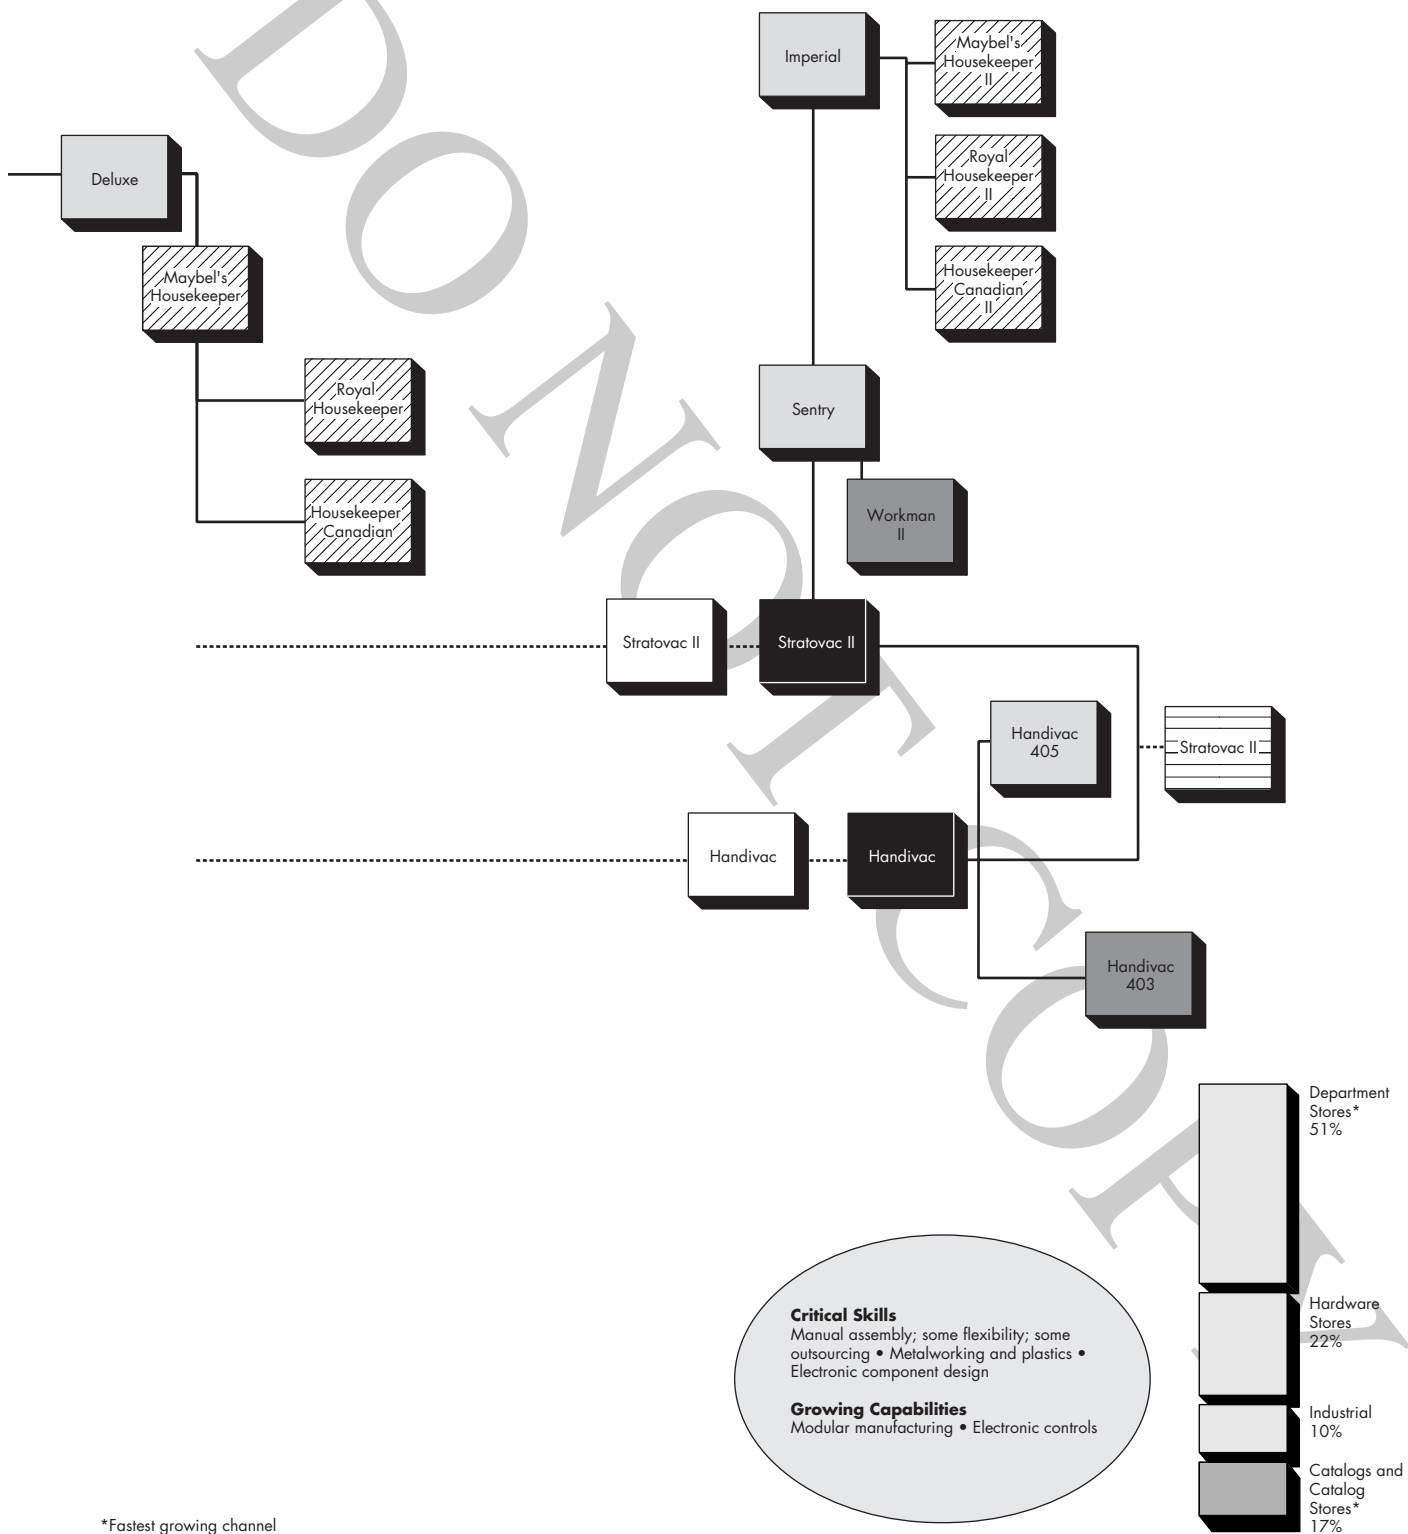 Imperial
Maybel's
Housekeeper
II
Deluxe
Royal
Housekeeper
II
Maybel's
Housekeeper
Housekeeper
Canadian
II
Royal
Housekeeper
Sentry
Housekeeper
Canadian
Workman
II
Stratovac II
Stratovac II
Handivac
405
Stratovac II
Handivac
Handivac
Handivac
403
Department
Stores*
51%
Hardware
Stores
22%
Industrial
10%
Catalogs and
Catalog
Stores*
17%
Critical Skills
Manual assembly; some flexibility; some
outsourcing • Metalworking and plastics •
Electronic component design
Growing Capabilities
Modular manufacturing • Electronic controls
*Fastest growing channel
DO NOT COPY